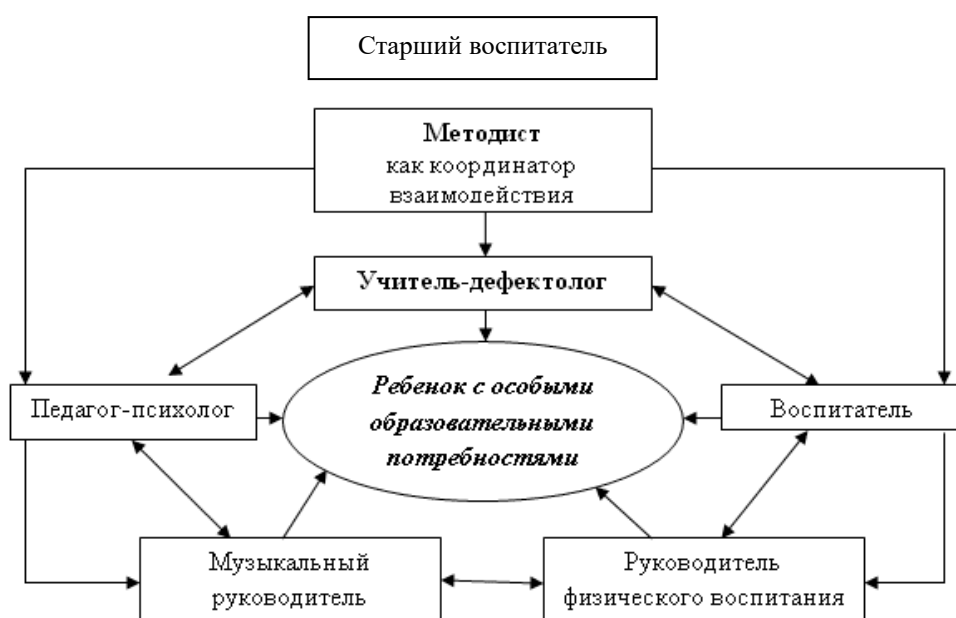 Старший воспитатель
Методист
как координатор
взаимодействия
Учитель-дефектолог
Ребенок с особыми
образовательными
потребностями
Педагог-психолог
Воспитатель
Музыкальный
руководитель
Руководитель
физического воспитания